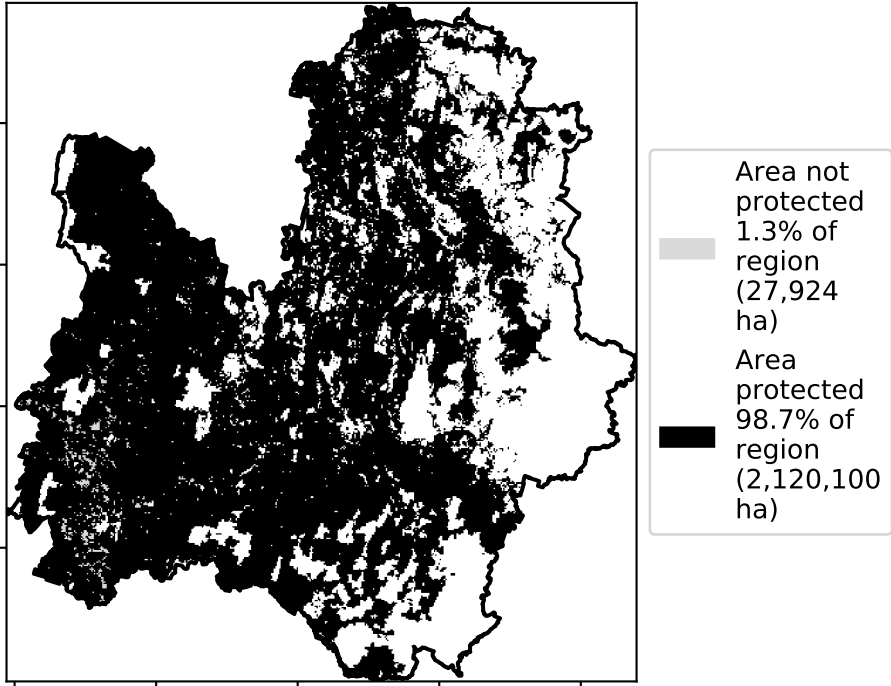 Area not
protected
1.3% of
region
(27,924
ha)
Area
protected
98.7% of
region
(2,120,100
ha)